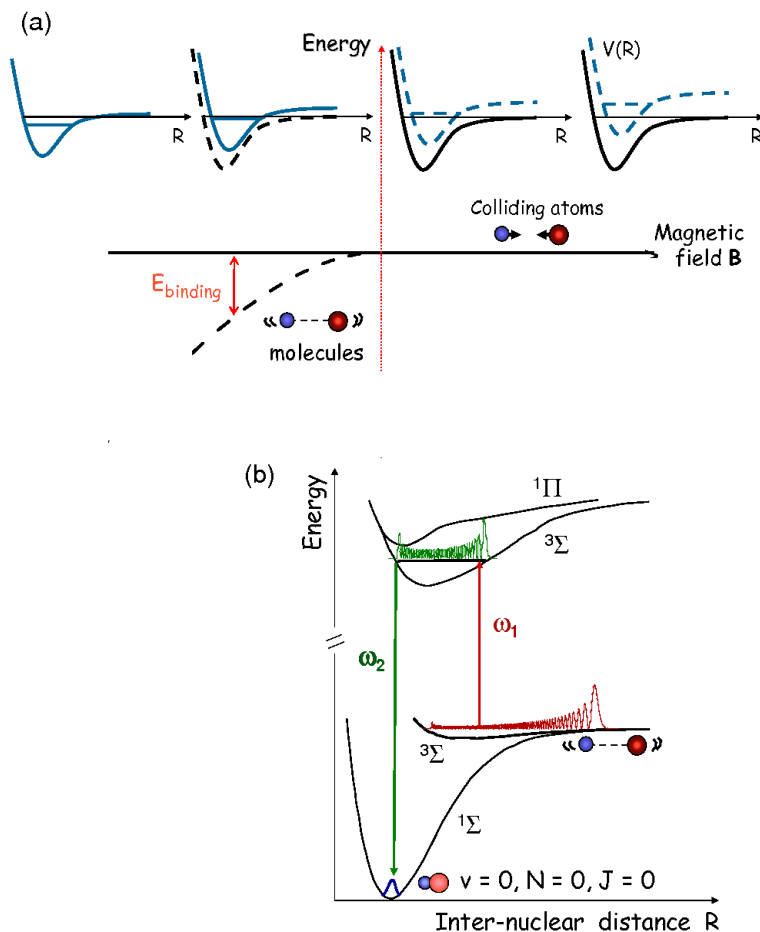 (a)
Energy
V(R)
R
R
R
R
Colliding atoms
Magnetic
field B
E binding
molecules
(b)
Energy
¹Π
³Σ
ω₁
ω₂
³Σ
¹Σ
v = 0, N = 0, J = 0
Inter-nuclear distance R